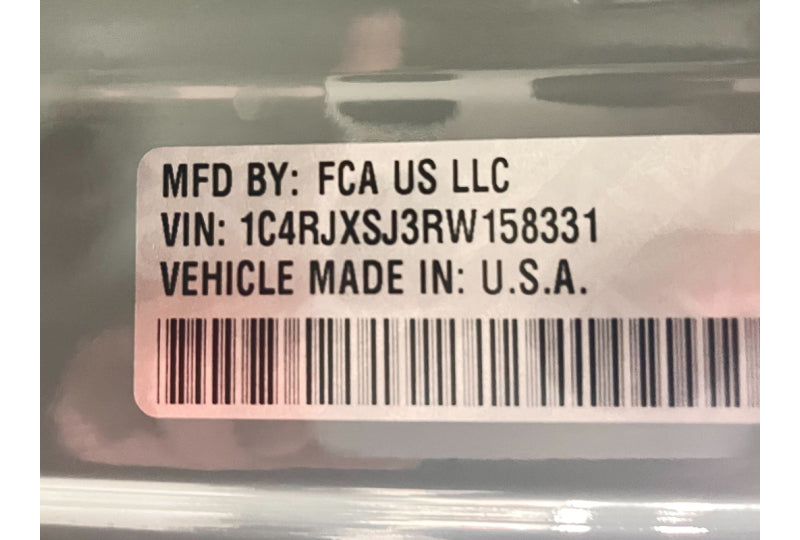 MFD BY: FCA US LLC
VIN: 1C4RJXSJ3RW158331
VEHICLE MADE IN: U.S.A.